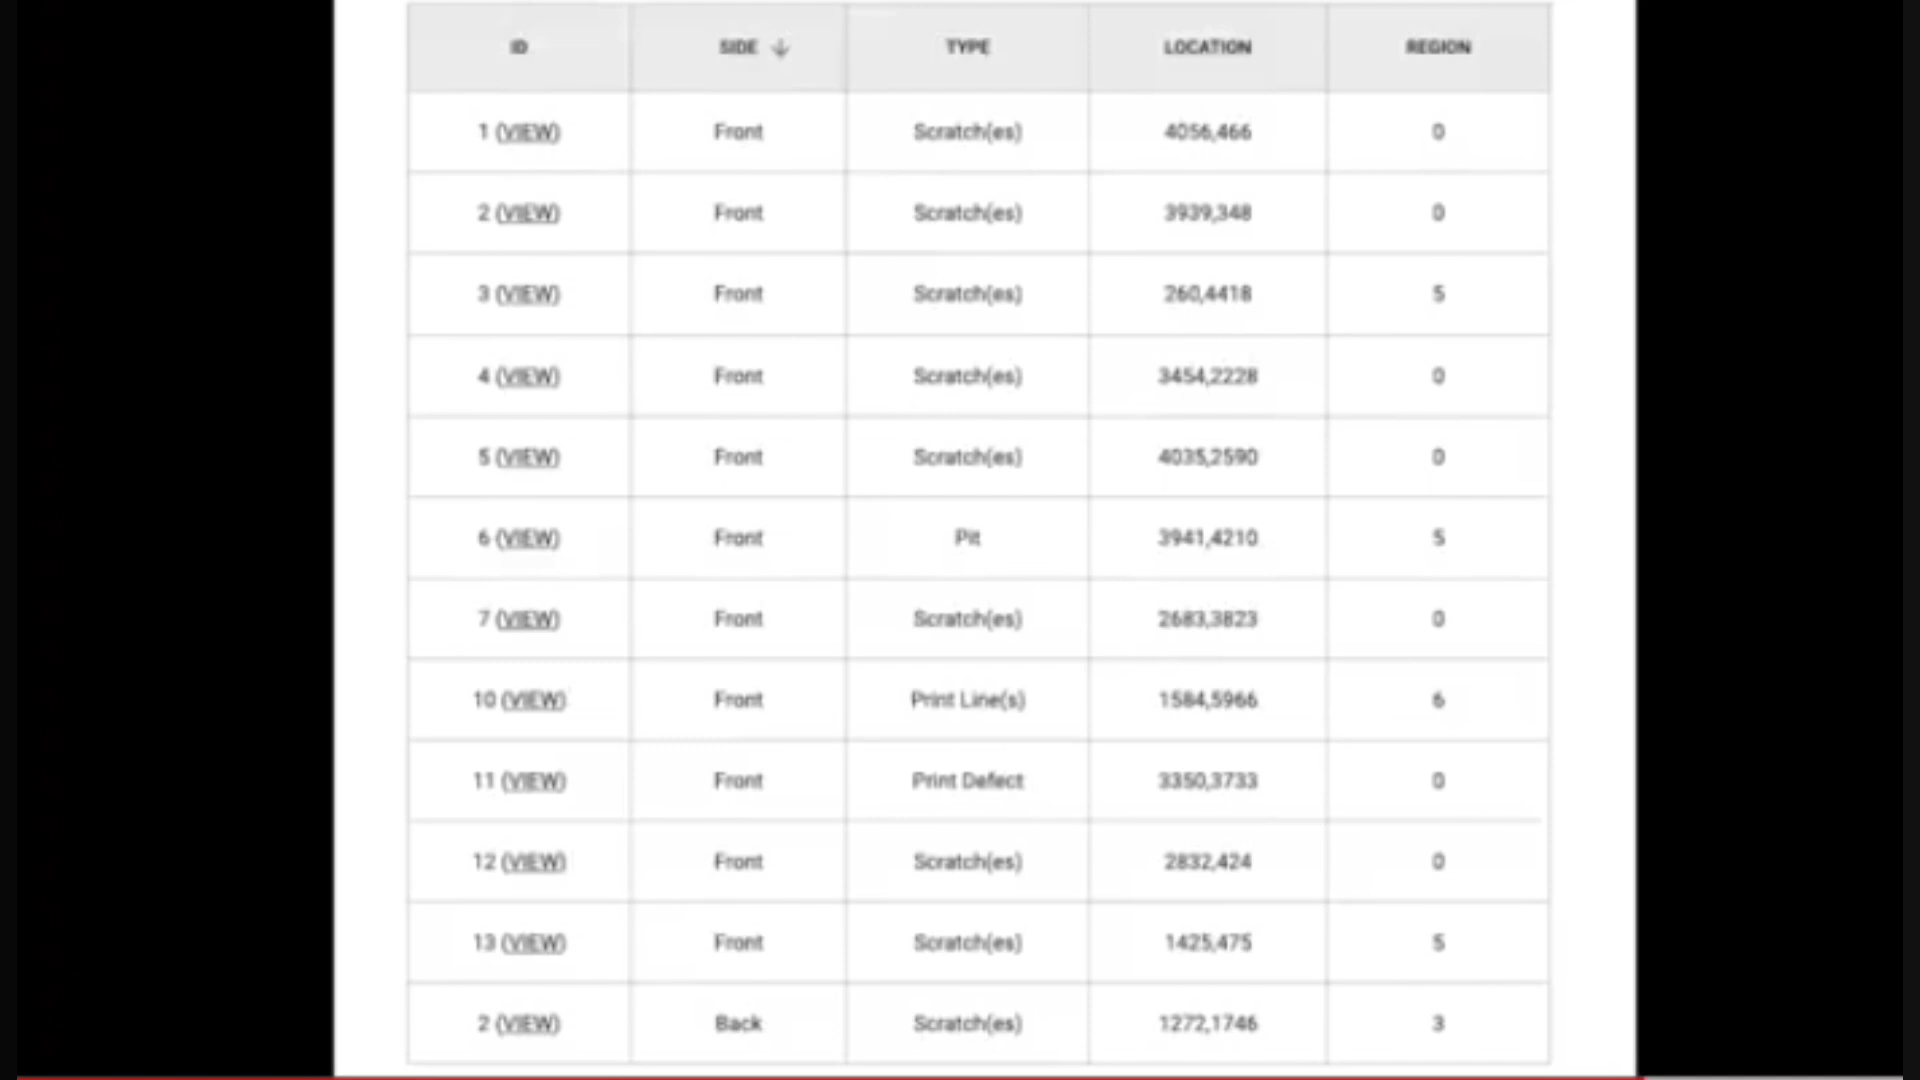 ID SIDE ↓ TYPE LOCATION REGION
1 (VIEW) Front Scratch(es) 4056,466 0
2 (VIEW) Front Scratch(es) 3939,348 0
3 (VIEW) Front Scratch(es) 260,4418 5
4 (VIEW) Front Scratch(es) 3454,2228 0
5 (VIEW) Front Scratch(es) 4035,2590 0
6 (VIEW) Front Pit 3941,4210 5
7 (VIEW) Front Scratch(es) 2683,3823 0
10 (VIEW) Front Print Line(s) 1584,5966 6
11 (VIEW) Front Print Defect 3350,3733 0
12 (VIEW) Front Scratch(es) 2832,424 0
13 (VIEW) Front Scratch(es) 1425,475 5
2 (VIEW) Back Scratch(es) 1272,1746 3